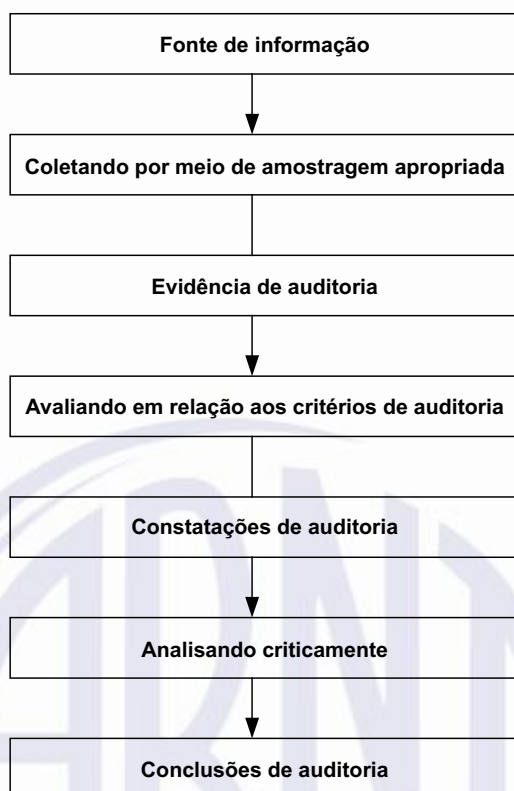 Fonte de informação
Coletando por meio de amostragem apropriada
Evidência de auditoria
Avaliando em relação aos critérios de auditoria
Constatações de auditoria
Analisando criticamente
Conclusões de auditoria